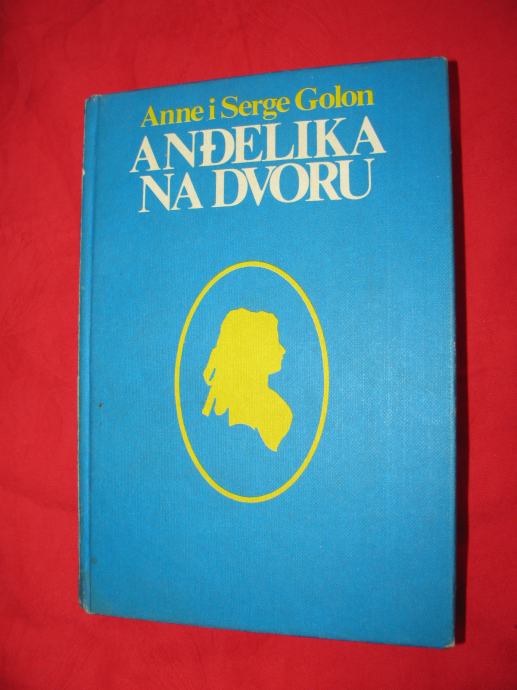 Anne i Serge Golon
ANĐELIKA
NA DVORU